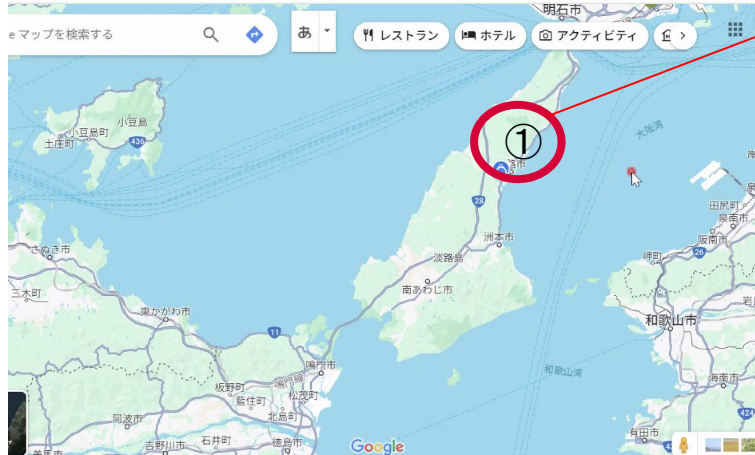 明石市
e マップを検索する
あ
レストラン
ホテル
アクティビティ
小豆島
小豆島町
土庄町
436
①
路市
大阪湾
28
洲本市
淡路島
南あわじ市
田尻町
泉南市
阪南市
岬町
26
さぬき市
三木町
東かがわ市
11
和歌山市
鳴門市
鳴門線
板野町
松茂町
藍住町
北島町
和歌山湾
海南市
阿波市
吉野川市
石井町
徳島市
Google
有田市
424